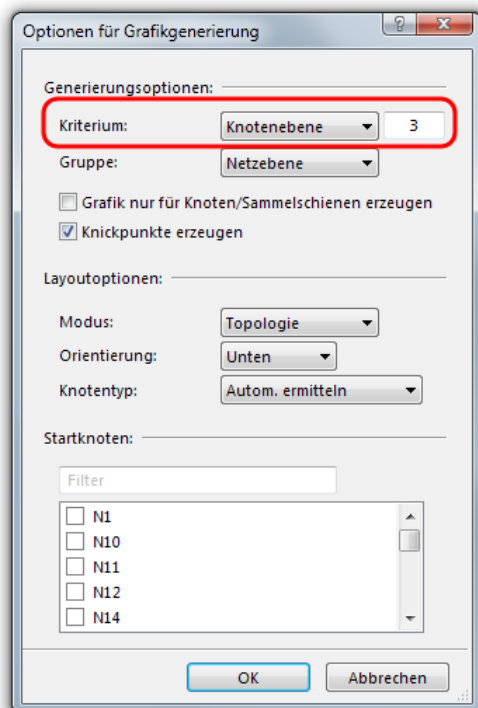 Optionen für Grafikgenerierung
Generierungsoptionen:
Kriterium: Knotenebene 3
Gruppe: Netzebene
Grafik nur für Knoten/Sammelschienen erzeugen
Knickpunkte erzeugen
Layoutoptionen:
Modus: Topologie
Orientierung: Unten
Knotentyp: Autom. ermitteln
Startknoten:
Filter
N1
N10
N11
N12
N14
OK Abbrechen